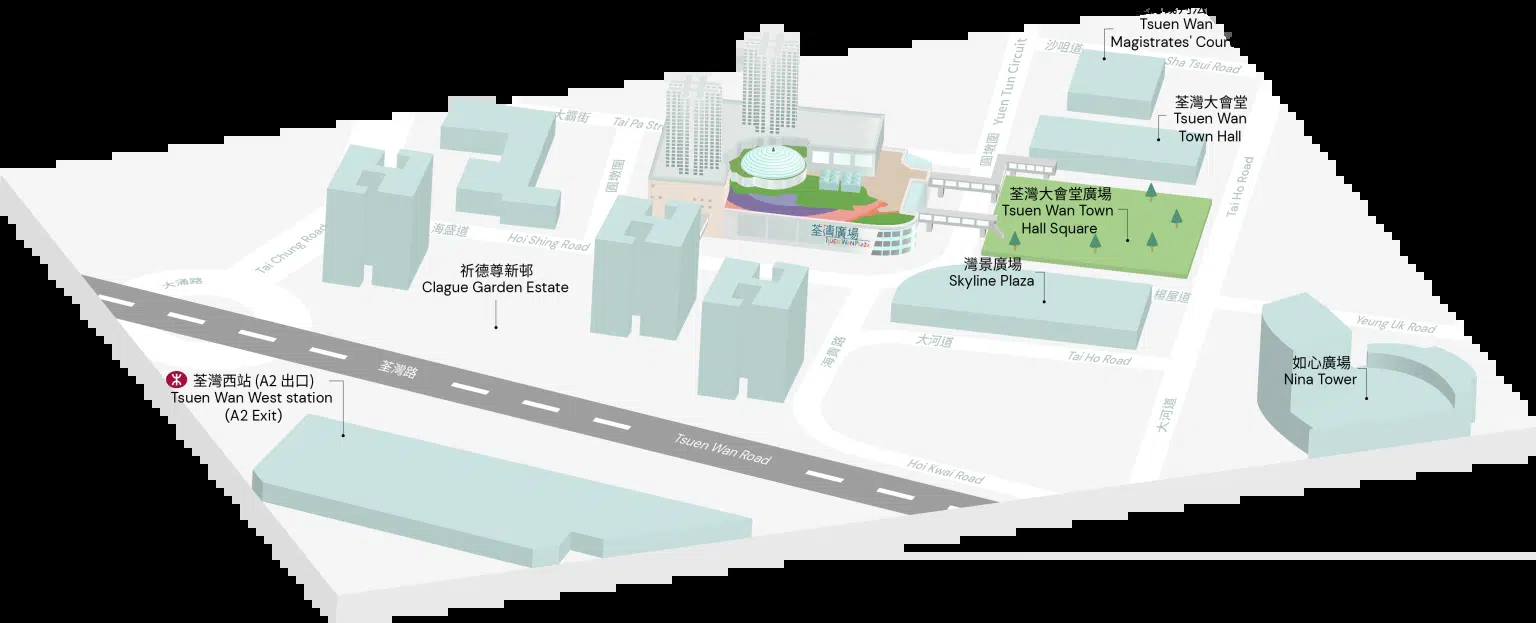 Tsuen Wan
沙咀道
Magistrates' Cour
Sha Tsui Road
Yuen Tun Circuit
圓墩圍
荃灣大會堂
Tsuen Wan
Town Hall
大霸街
Tai Pa Str
圓墩圍
荃灣大會堂廣場
Tsuen Wan Town
Hall Square
Tai Ho Road
荃灣廣場
Tsuen Wan Plaza
海盛道
Hoi Shing Road
Tai Chung Road
大涌路
祈德尊新邨
Clague Garden Estate
灣景廣場
Skyline Plaza
楊屋道
Yeung Uk Road
大河道
Tai Ho Road
海貴路
如心廣場
Nina Tower
荃灣路
荃灣西站 (A2 出口)
Tsuen Wan West station
(A2 Exit)
大河道
Tsuen Wan Road
Hoi Kwai Road